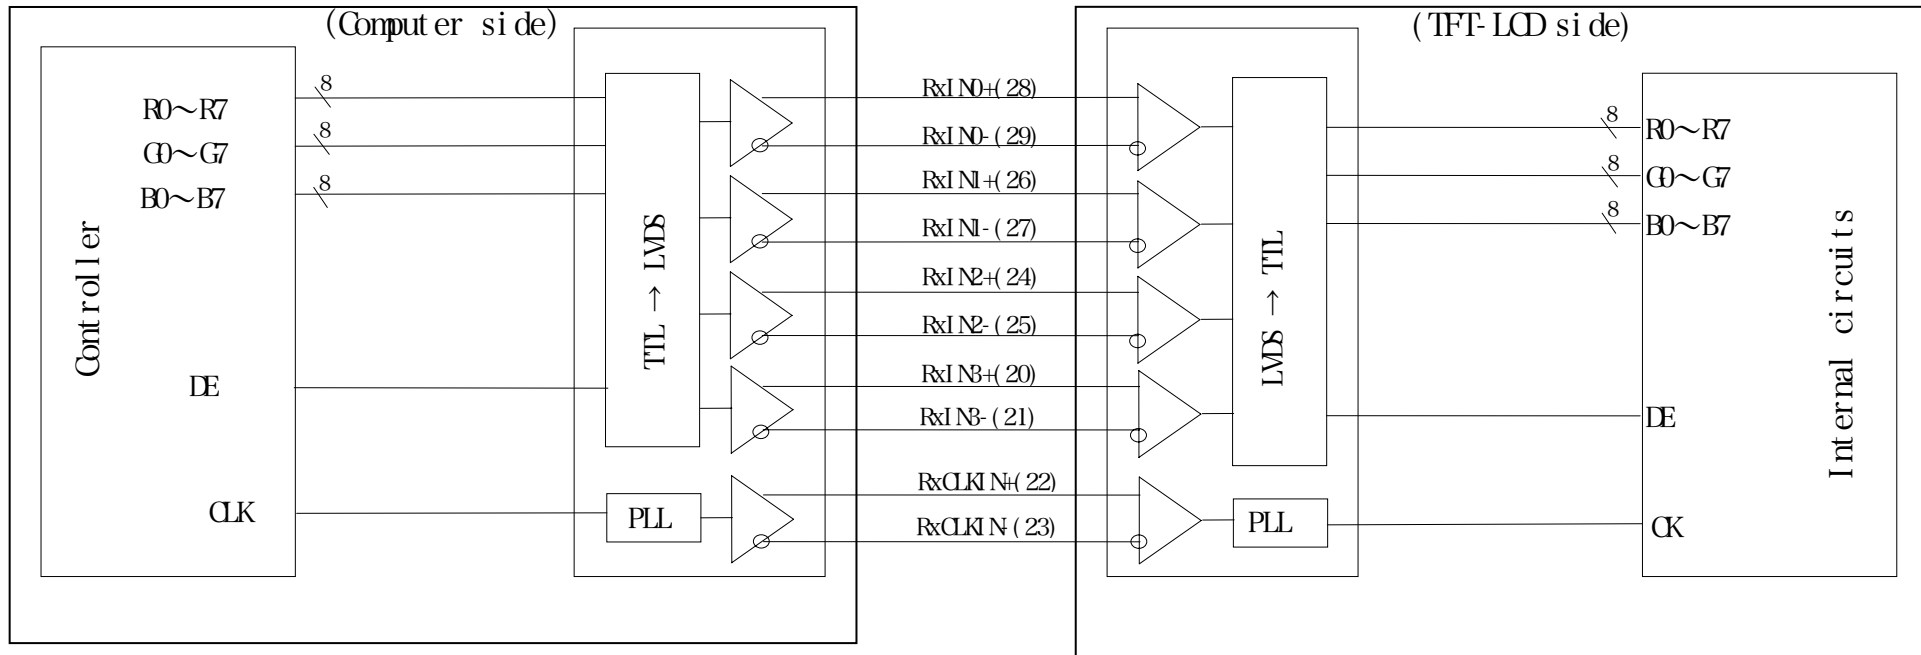 (Computer side)
(TFT-LCD side)
Controller
R0～R7
G0～G7
B0～B7
DE
CLK
8
8
8
TTL → LVDS
PLL
RxIN0+(28)
RxIN0-(29)
RxIN1+(26)
RxIN1-(27)
RxIN2+(24)
RxIN2-(25)
RxIN3+(20)
RxIN3-(21)
RxCLKIN+(22)
RxCLKIN-(23)
LVDS → TTL
PLL
8
8
8
R0～R7
G0～G7
B0～B7
DE
CK
Internal circuits